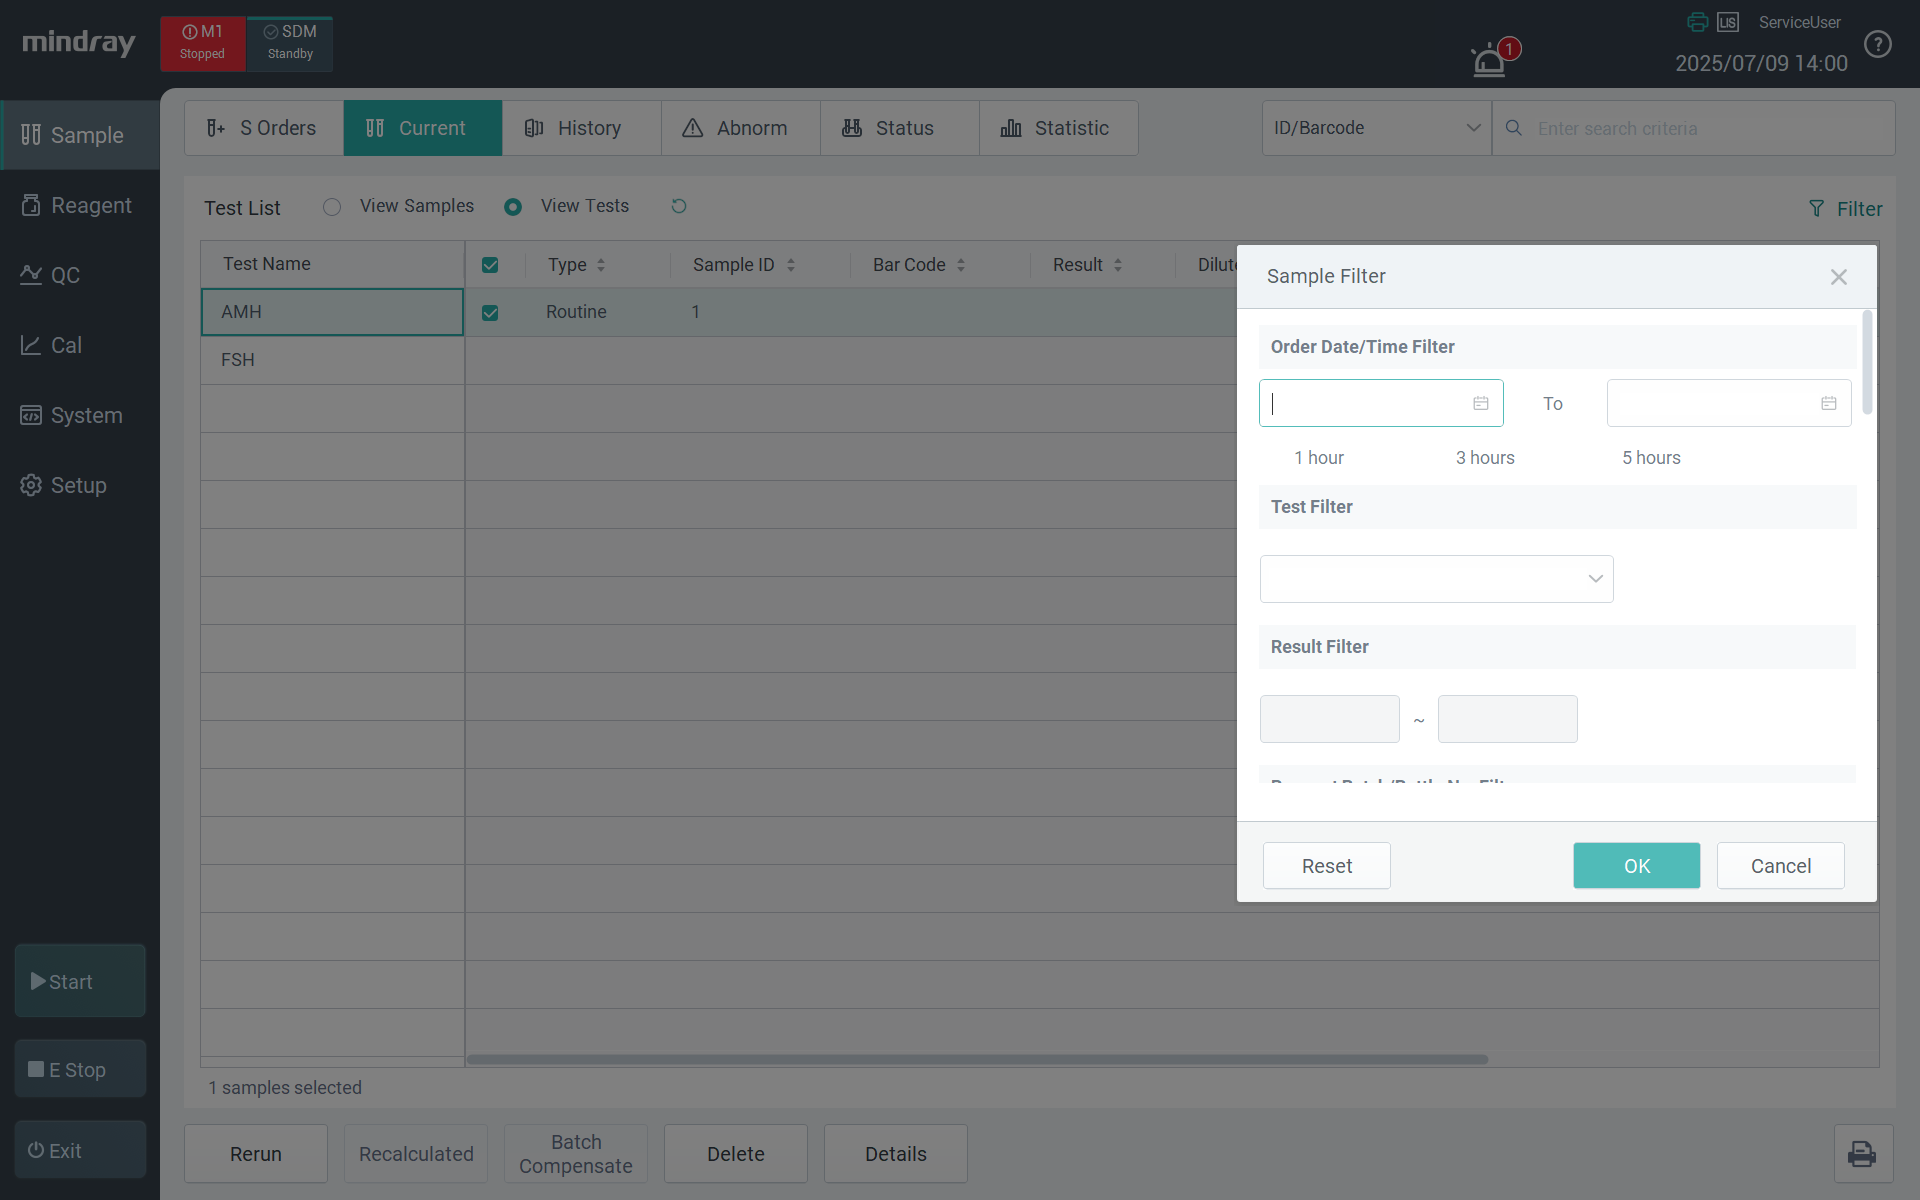 mindray
M1
Stopped
SDM
Standby
1
LIS
ServiceUser
2025/07/09 14:00
?
Sample
Reagent
QC
Cal
System
Setup
Start
E Stop
Exit
S Orders
Current
History
Abnorm
Status
Statistic
ID/Barcode
Enter search criteria
Test List
View Samples
View Tests
Filter
Test Name
Type
Sample ID
Bar Code
Result
Dilute
AMH
Routine
1
FSH
Sample Filter
Order Date/Time Filter
To
1 hour
3 hours
5 hours
Test Filter
Result Filter
~
Reset
OK
Cancel
1 samples selected
Rerun
Recalculated
Batch
Compensate
Delete
Details